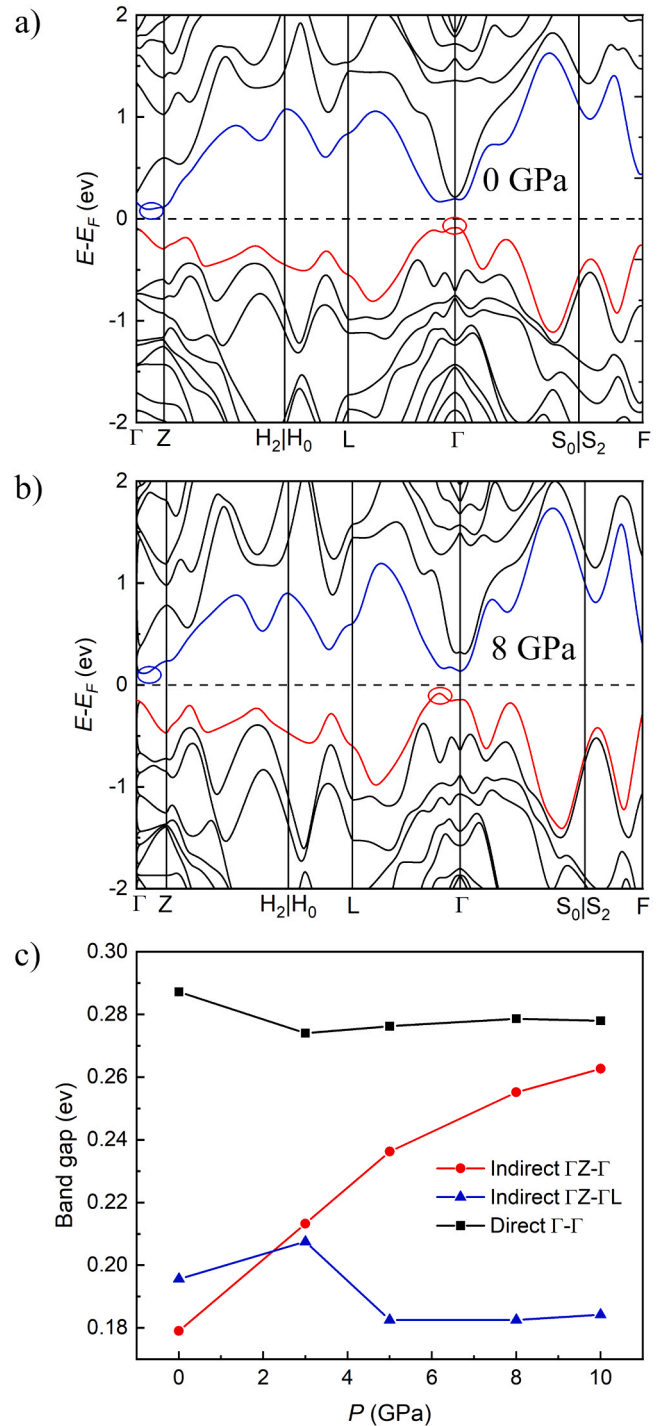 a)
2
1
0
-1
-2
E-E_F (ev)
0 GPa
Γ Z H₂|H₀ L Γ S₀|S₂ F
b)
2
1
0
-1
-2
E-E_F (ev)
8 GPa
Γ Z H₂|H₀ L Γ S₀|S₂ F
c)
0.30
0.28
0.26
0.24
0.22
0.20
0.18
Band gap (ev)
Indirect ΓZ-Γ
Indirect ΓZ-ΓL
Direct Γ-Γ
0 2 4 6 8 10
P (GPa)